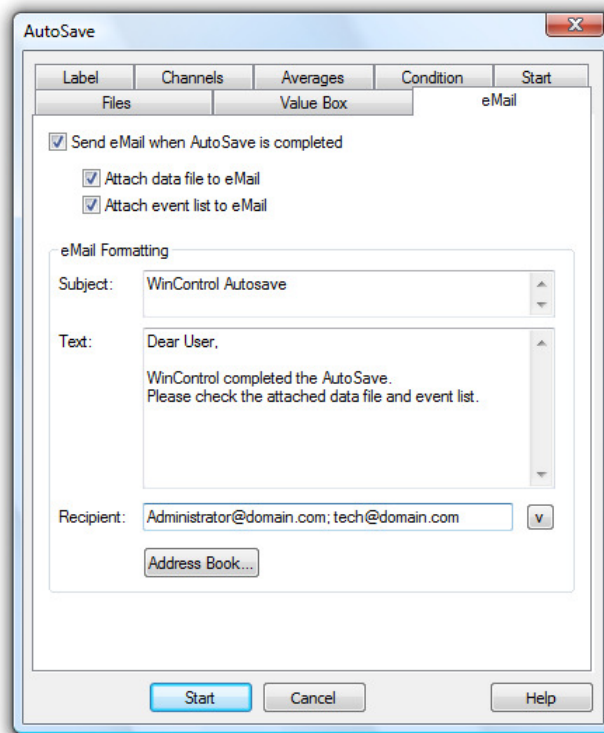 AutoSave
Label Channels Averages Condition Start
Files Value Box eMail
Send eMail when AutoSave is completed
Attach data file to eMail
Attach event list to eMail
eMail Formatting
Subject: WinControl Autosave
Text: Dear User,
WinControl completed the AutoSave.
Please check the attached data file and event list.
Recipient: Administrator@domain.com; tech@domain.com v
Address Book...
Start Cancel Help